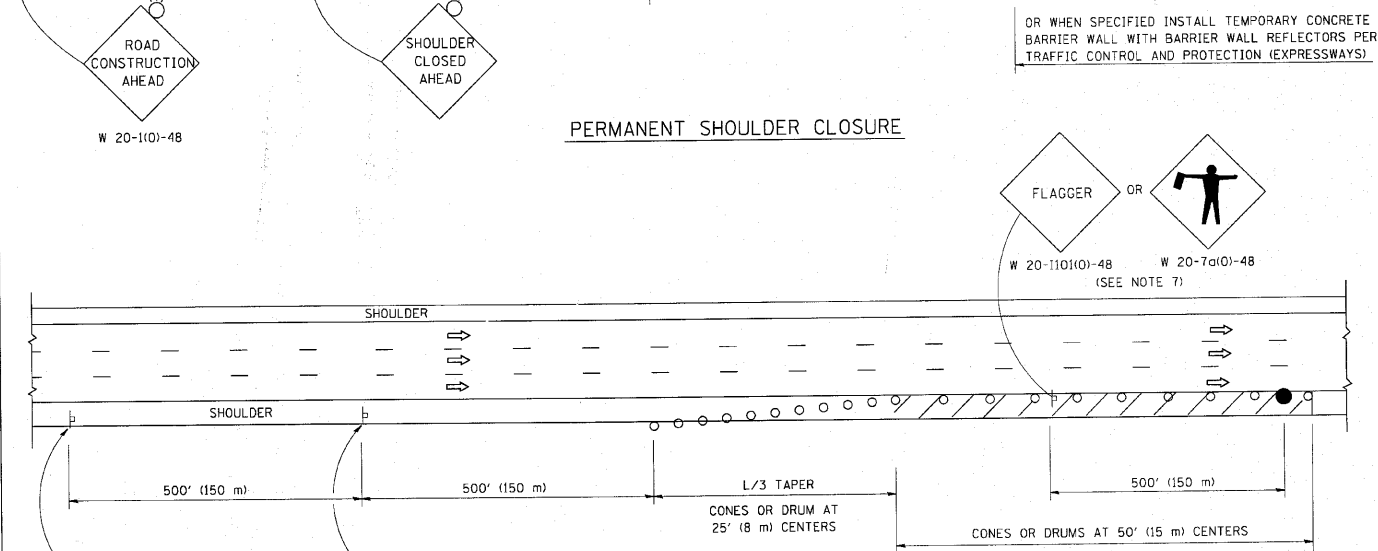 OR WHEN SPECIFIED INSTALL TEMPORARY CONCRETE
BARRIER WALL WITH BARRIER WALL REFLECTORS PER
TRAFFIC CONTROL AND PROTECTION (EXPRESSWAYS)
ROAD
CONSTRUCTION
AHEAD
W 20-1(0)-48
SHOULDER
CLOSED
AHEAD
PERMANENT SHOULDER CLOSURE
FLAGGER
OR
W 20-I101(0)-48
W 20-7a(0)-48
(SEE NOTE 7)
SHOULDER
SHOULDER
500' (150 m)
500' (150 m)
L/3 TAPER
CONES OR DRUM AT
25' (8 m) CENTERS
500' (150 m)
CONES OR DRUMS AT 50' (15 m) CENTERS